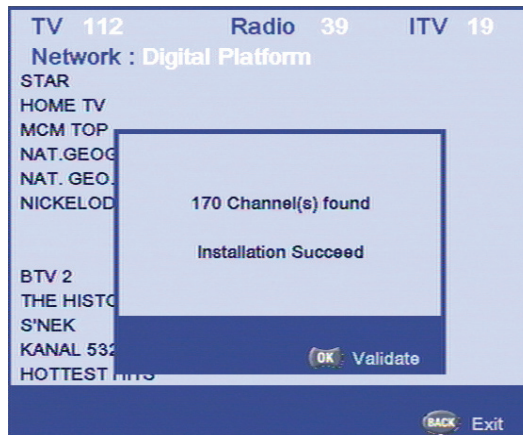 TV 112 Radio 39 ITV 19
Network : Digital Platform
STAR
HOME TV
MCM TOP
NAT.GEOG
NAT. GEO.
NICKELOD
170 Channel(s) found
Installation Succeed
BTV 2
THE HISTO
S'NEK
KANAL 532
OK Validate
HOTTEST HITS
BACK Exit